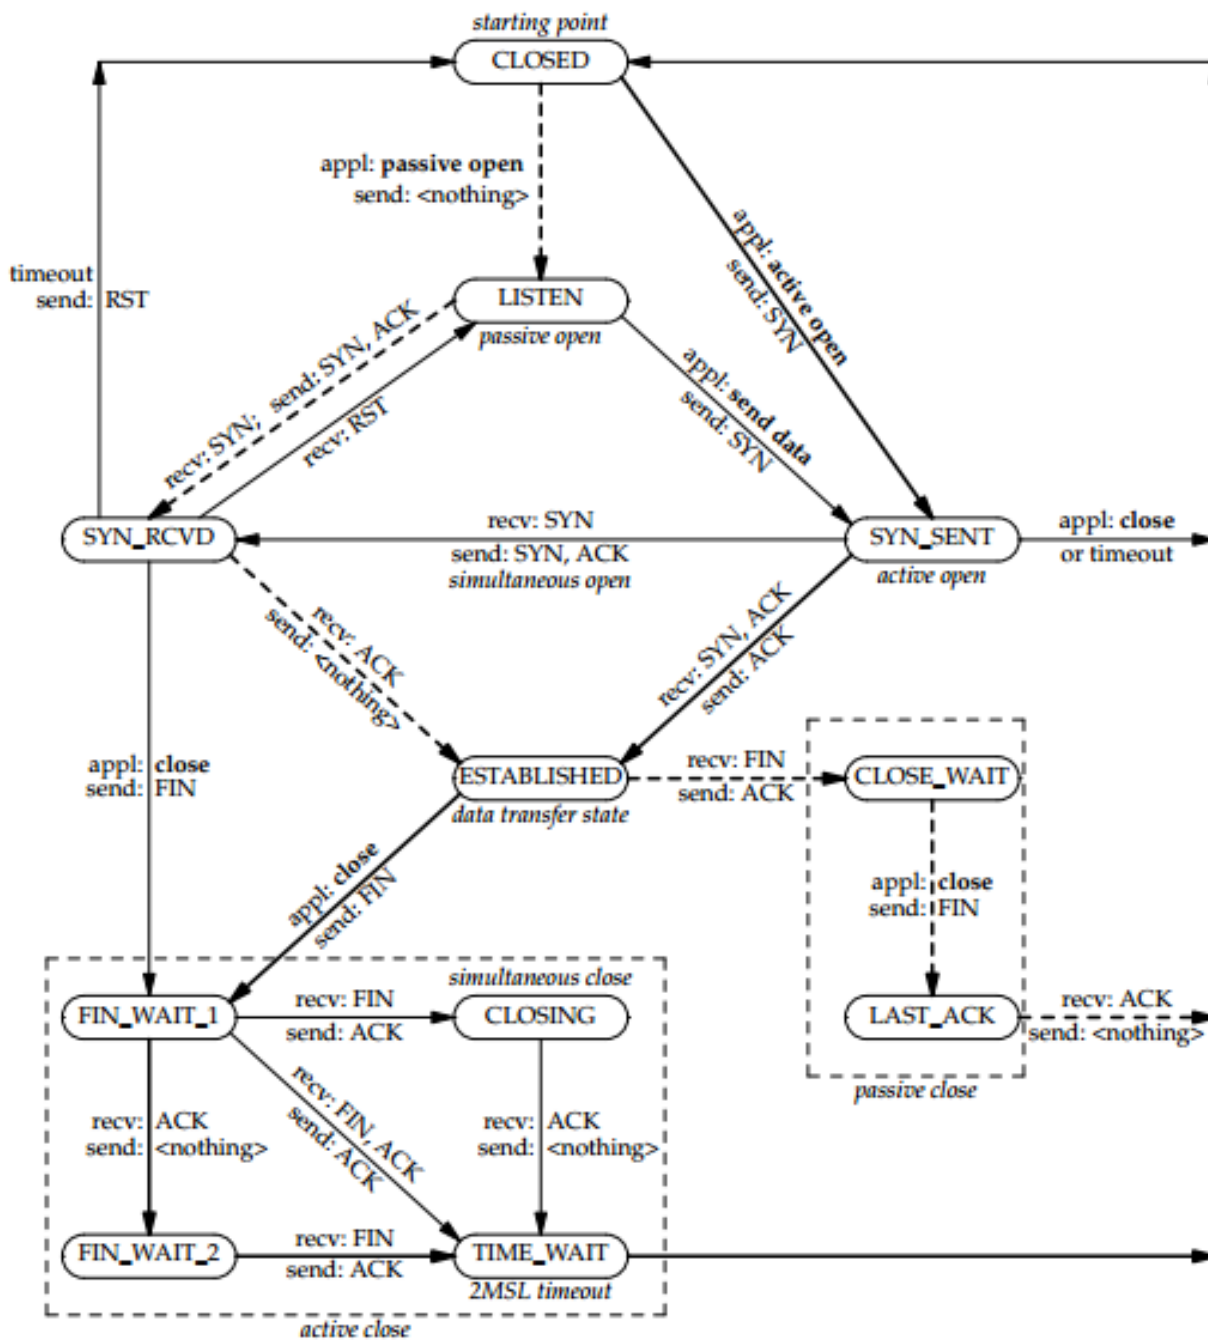 starting point
CLOSED
appl: passive open
send: <nothing>
appl: active open
send: SYN
timeout
send: RST
LISTEN
passive open
recv: SYN; send: SYN, ACK
recv: RST
appl: send data
send: SYN
SYN_RCVD
recv: SYN
send: SYN, ACK
simultaneous open
SYN_SENT
active open
appl: close
or timeout
recv: ACK
send: <nothing>
recv: SYN, ACK
send: ACK
appl: close
send: FIN
ESTABLISHED
data transfer state
recv: FIN
send: ACK
CLOSE_WAIT
appl: close
send: FIN
appl: close
send: FIN
simultaneous close
FIN_WAIT_1
recv: FIN
send: ACK
CLOSING
LAST_ACK
recv: ACK
send: <nothing>
passive close
recv: ACK
send: <nothing>
recv: FIN, ACK
send: ACK
recv: ACK
send: <nothing>
FIN_WAIT_2
recv: FIN
send: ACK
TIME_WAIT
2MSL timeout
active close